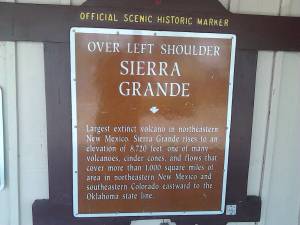 OFFICIAL SCENIC HISTORIC MARKER
OVER LEFT SHOULDER
SIERRA
GRANDE
Largest extinct volcano in northeastern
New Mexico. Sierra Grande rises to an
elevation of 8,720 feet, one of many
volcanoes, cinder cones, and flows that
cover more than 1,000 square miles of
area in northeastern New Mexico and
southeastern Colorado eastward to the
Oklahoma state line.